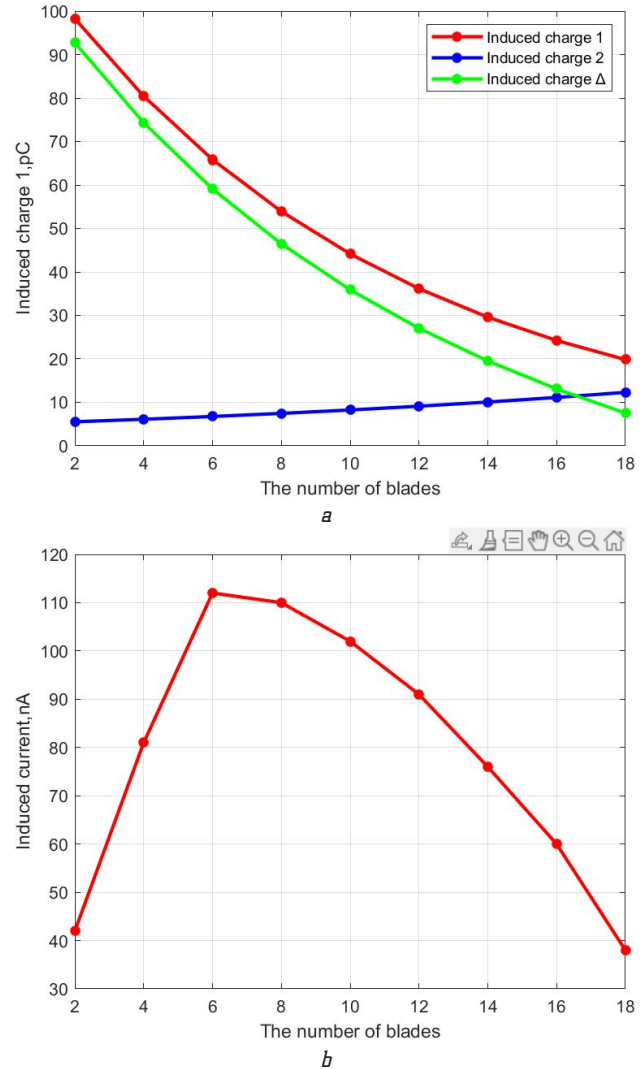 100
90
80
70
60
50
40
30
20
10
0
Induced charge 1,pC
Induced charge 1
Induced charge 2
Induced charge Δ
2 4 6 8 10 12 14 16 18
The number of blades
a
120
110
100
90
80
70
60
50
40
30
Induced current,nA
2 4 6 8 10 12 14 16 18
The number of blades
b